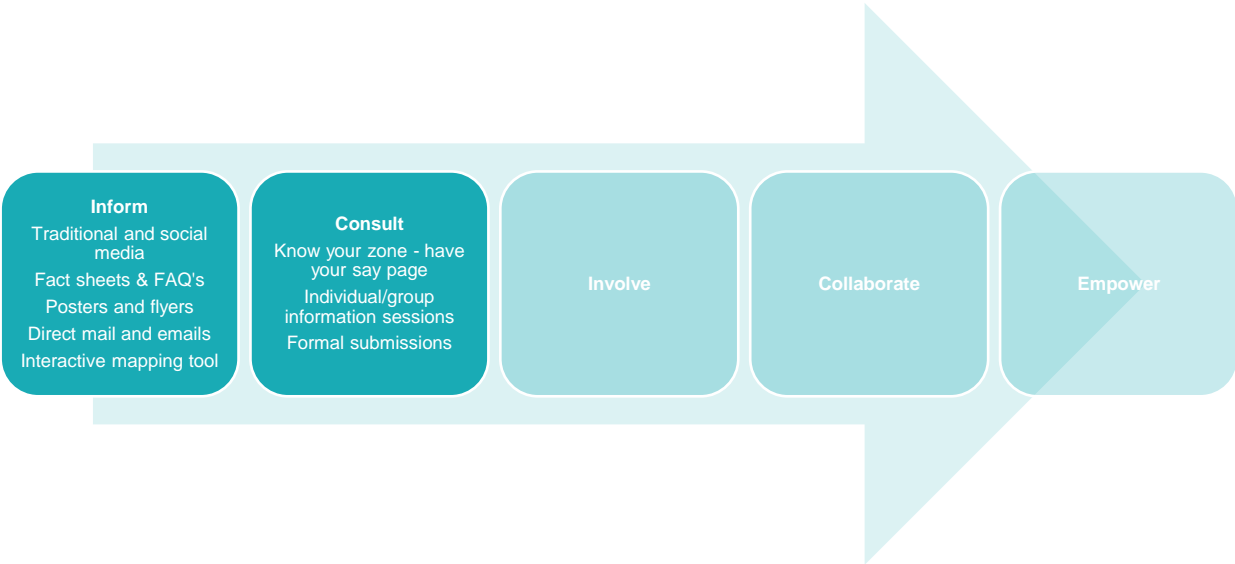 Inform
Traditional and social
media
Fact sheets & FAQ's
Posters and flyers
Direct mail and emails
Interactive mapping tool
Consult
Know your zone - have
your say page
Individual/group
information sessions
Formal submissions
Involve
Collaborate
Empower